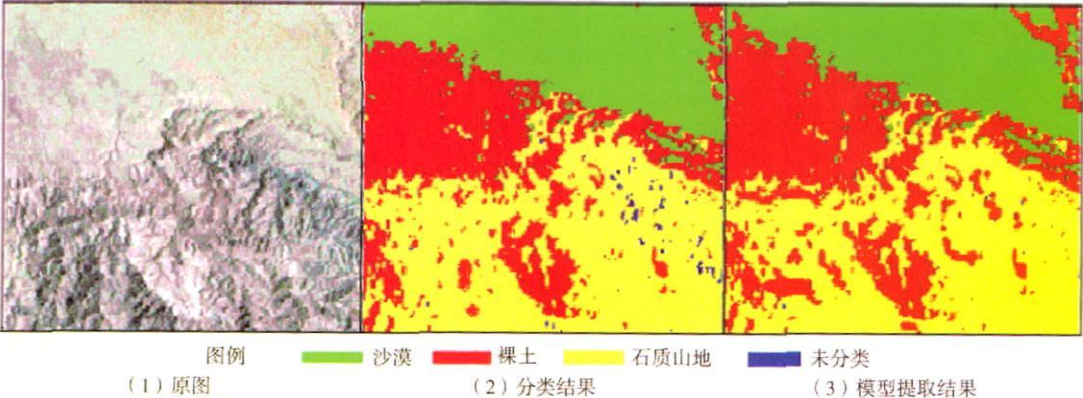 图例 沙漠 裸土 石质山地 未分类
（1）原图 （2）分类结果 （3）模型提取结果